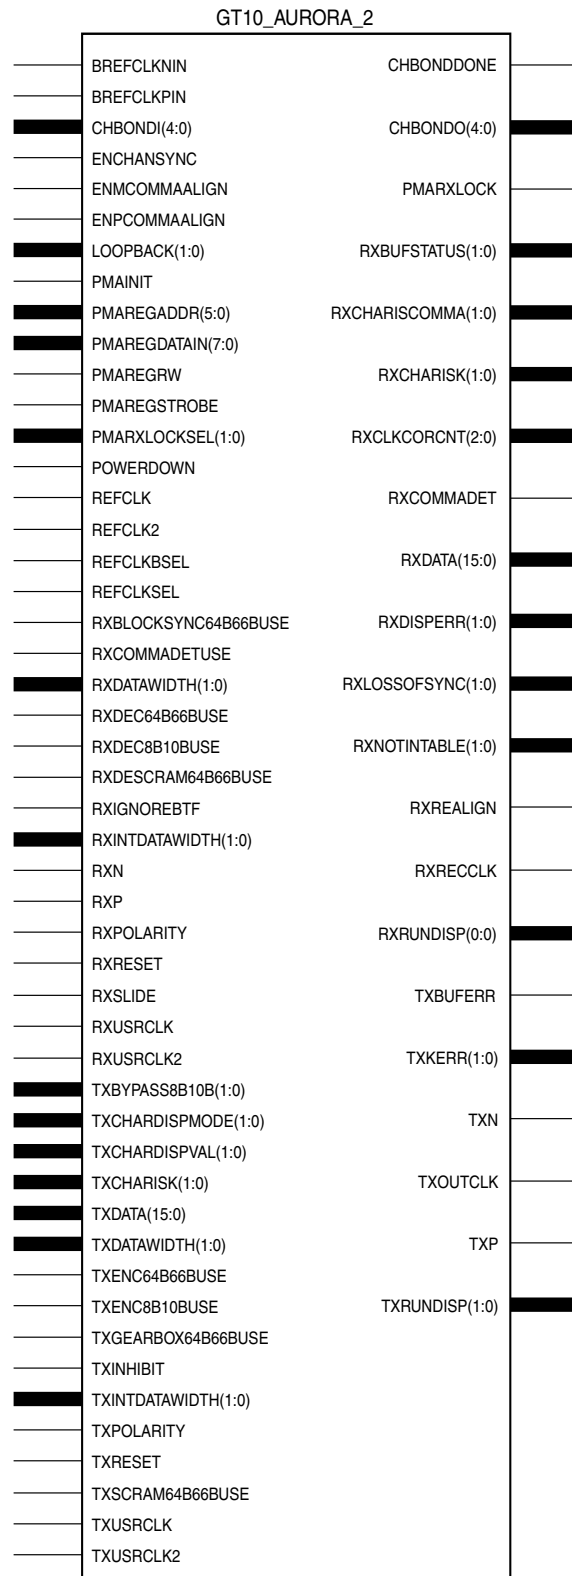 GT10_AURORA_2
BREFCLKNIN
CHBONDDONE
BREFCLKPIN
CHBONDI(4:0)
CHBONDO(4:0)
ENCHANSYNC
ENMCOMMAALIGN
PMARXLOCK
ENPCOMMAALIGN
LOOPBACK(1:0)
RXBUFSTATUS(1:0)
PMAINIT
PMAREGADDR(5:0)
RXCHARISCOMMA(1:0)
PMAREGDATAIN(7:0)
PMAREGRW
RXCHARISK(1:0)
PMAREGSTROBE
PMARXLOCKSEL(1:0)
RXCLKCORCNT(2:0)
POWERDOWN
REFCLK
RXCOMMADET
REFCLK2
REFCLKBSEL
RXDATA(15:0)
REFCLKSEL
RXBLOCKSYNC64B66BUSE
RXDISPERR(1:0)
RXCOMMADETUSE
RXDATAWIDTH(1:0)
RXLOSSOFSYNC(1:0)
RXDEC64B66BUSE
RXDEC8B10BUSE
RXNOTINTABLE(1:0)
RXDESCRAM64B66BUSE
RXIGNOREBTF
RXREALIGN
RXINTDATAWIDTH(1:0)
RXN
RXRECCLK
RXP
RXPOLARITY
RXRUNDISP(0:0)
RXRESET
RXSLIDE
TXBUFERR
RXUSRCLK
RXUSRCLK2
TXKERR(1:0)
TXBYPASS8B10B(1:0)
TXCHARDISPMODE(1:0)
TXN
TXCHARDISPVAL(1:0)
TXCHARISK(1:0)
TXOUTCLK
TXDATA(15:0)
TXDATAWIDTH(1:0)
TXP
TXENC64B66BUSE
TXENC8B10BUSE
TXRUNDISP(1:0)
TXGEARBOX64B66BUSE
TXINHIBIT
TXINTDATAWIDTH(1:0)
TXPOLARITY
TXRESET
TXSCRAM64B66BUSE
TXUSRCLK
TXUSRCLK2